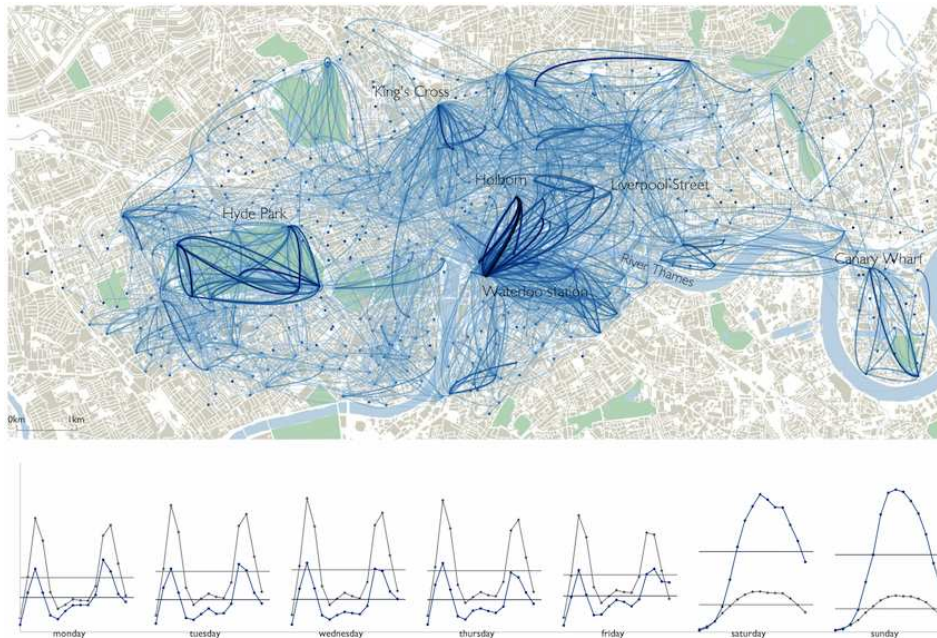 King's Cross
Holborn
Liverpool Street
Hyde Park
River Thames
Canary Wharf
Waterloo station
0km 1km
monday
tuesday
wednesday
thursday
friday
saturday
sunday